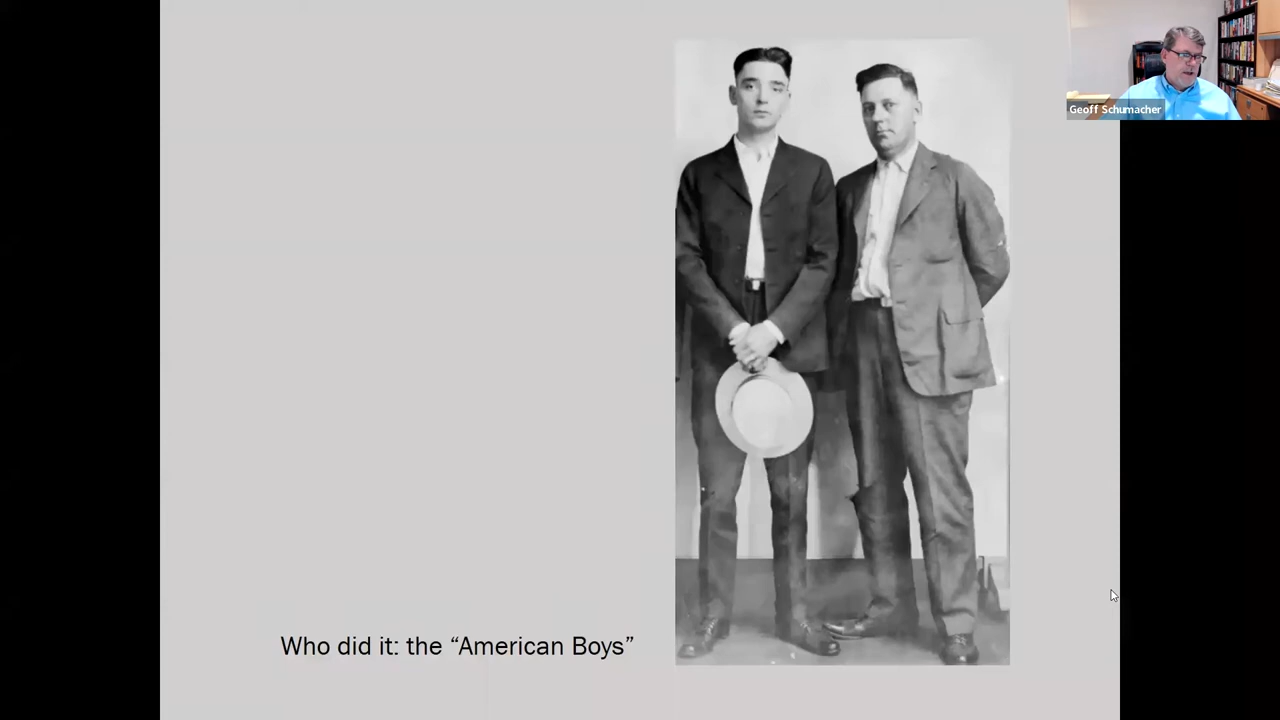 Geoff Schumacher
Who did it: the “American Boys”